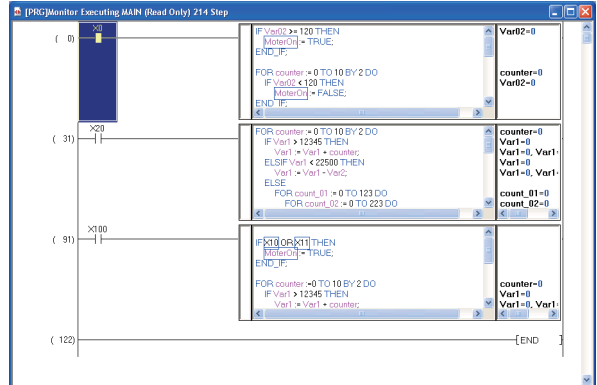 [PRG]Monitor Executing MAIN (Read Only) 214 Step
( 0)
X0
IF Var02 >= 120 THEN
MoterOn := TRUE;
END_IF;
FOR counter := 0 TO 10 BY 2 DO
IF Var02 < 120 THEN
MoterOn := FALSE;
END_IF;
Var02=0
counter=0
Var02=0
( 31)
X20
FOR counter := 0 TO 10 BY 2 DO
IF Var1 > 12345 THEN
Var1 := Var1 + counter;
ELSIF Var1 < 22500 THEN
Var1 := Var1 - Var2;
ELSE
FOR count_01 := 0 TO 123 DO
FOR count_02 := 0 TO 223 DO
counter=0
Var1=0
Var1=0, Var1
Var1=0
Var1=0, Var1
count_01=0
count_02=0
( 91)
X100
IF X10 OR X11 THEN
MoterOn := TRUE;
END_IF;
FOR counter :=0 TO 10 BY 2 DO
IF Var1 > 12345 THEN
Var1 := Var1 + counter;
counter=0
Var1=0
Var1=0, Var1
( 122)
[END ]